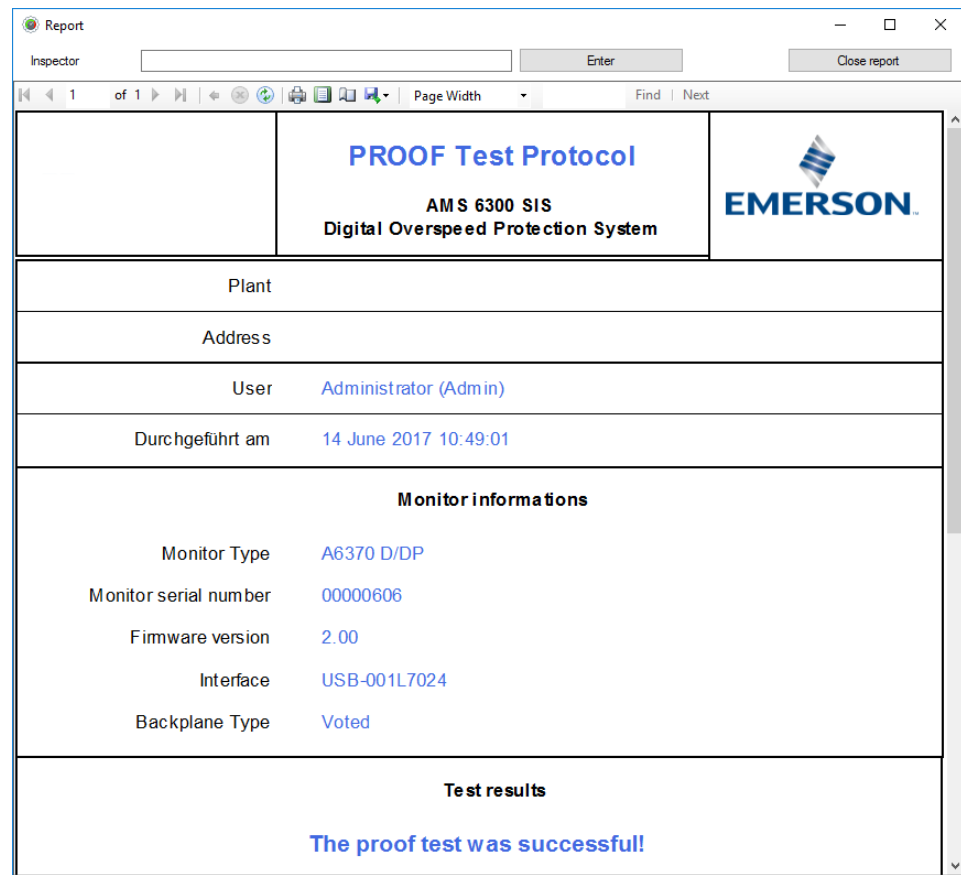 Report
Inspector Enter Close report
1 of 1 Page Width Find Next
PROOF Test Protocol
AMS 6300 SIS
Digital Overspeed Protection System
EMERSON™
Plant
Address
User Administrator (Admin)
Durchgeführt am 14 June 2017 10:49:01
Monitor informations
Monitor Type A6370 D/DP
Monitor serial number 00000606
Firmware version 2.00
Interface USB-001L7024
Backplane Type Voted
Test results
The proof test was successful!